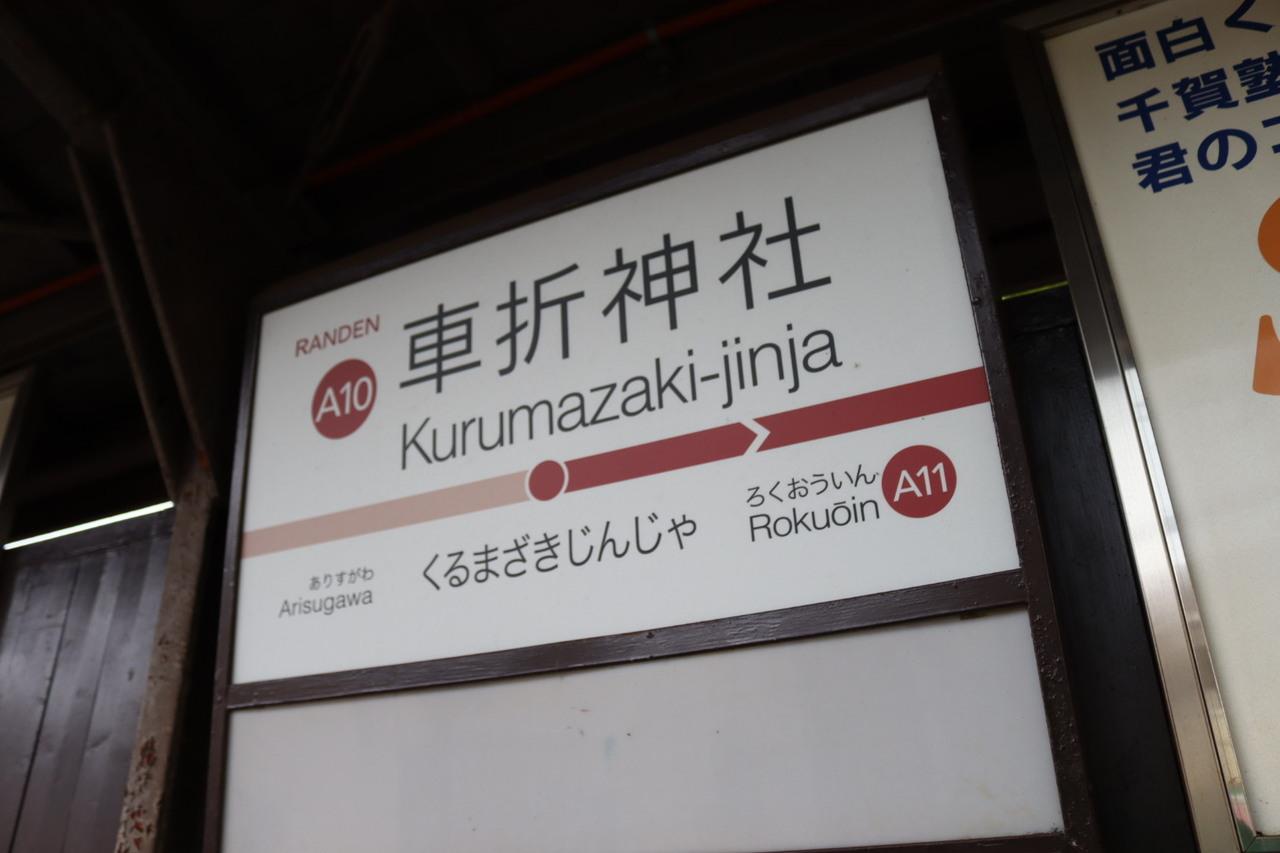 RANDEN
A10
車折神社
Kurumazaki-jinja
ありすがわ
Arisugawa
くるまざきじんじゃ
ろくおういん
Rokuōin
A11
面白く
千賀塾
君の